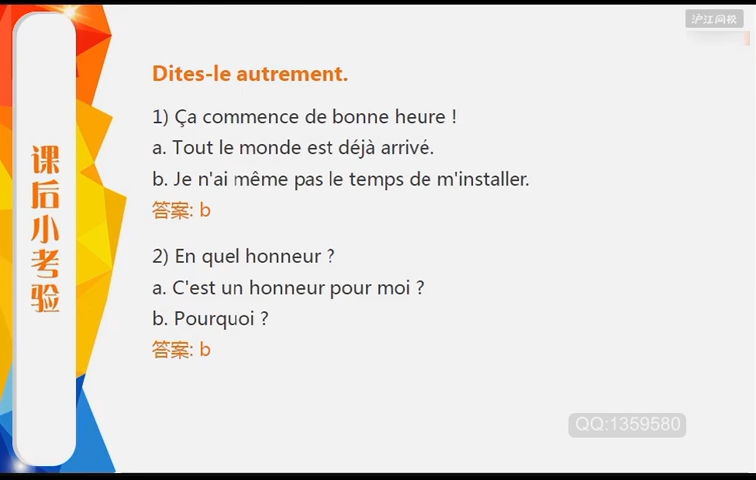 沪江网校
课后小考验
Dites-le autrement.
1) Ça commence de bonne heure !
a. Tout le monde est déjà arrivé.
b. Je n'ai même pas le temps de m'installer.
答案: b
2) En quel honneur ?
a. C'est un honneur pour moi ?
b. Pourquoi ?
答案: b
QQ:1359580